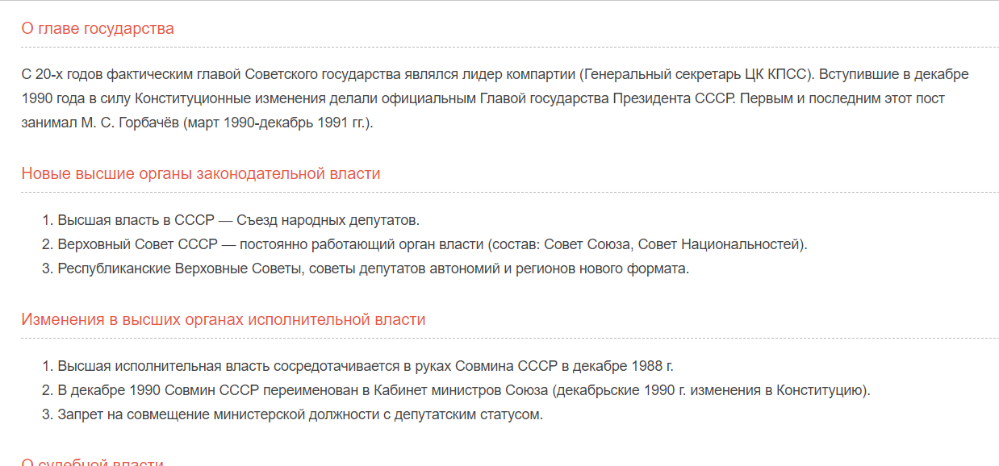 О главе государства
С 20-х годов фактическим главой Советского государства являлся лидер компартии (Генеральный секретарь ЦК КПСС). Вступившие в декабре
1990 года в силу Конституционные изменения делали официальным Главой государства Президента СССР. Первым и последним этот пост
занимал М. С. Горбачёв (март 1990-декабрь 1991 гг.).
Новые высшие органы законодательной власти
1. Высшая власть в СССР — Съезд народных депутатов.
2. Верховный Совет СССР — постоянно работающий орган власти (состав: Совет Союза, Совет Национальностей).
3. Республиканские Верховные Советы, советы депутатов автономий и регионов нового формата.
Изменения в высших органах исполнительной власти
1. Высшая исполнительная власть сосредотачивается в руках Совмина СССР в декабре 1988 г.
2. В декабре 1990 Совмин СССР переименован в Кабинет министров Союза (декабрьские 1990 г. изменения в Конституцию).
3. Запрет на совмещение министерской должности с депутатским статусом.
О судебной власти